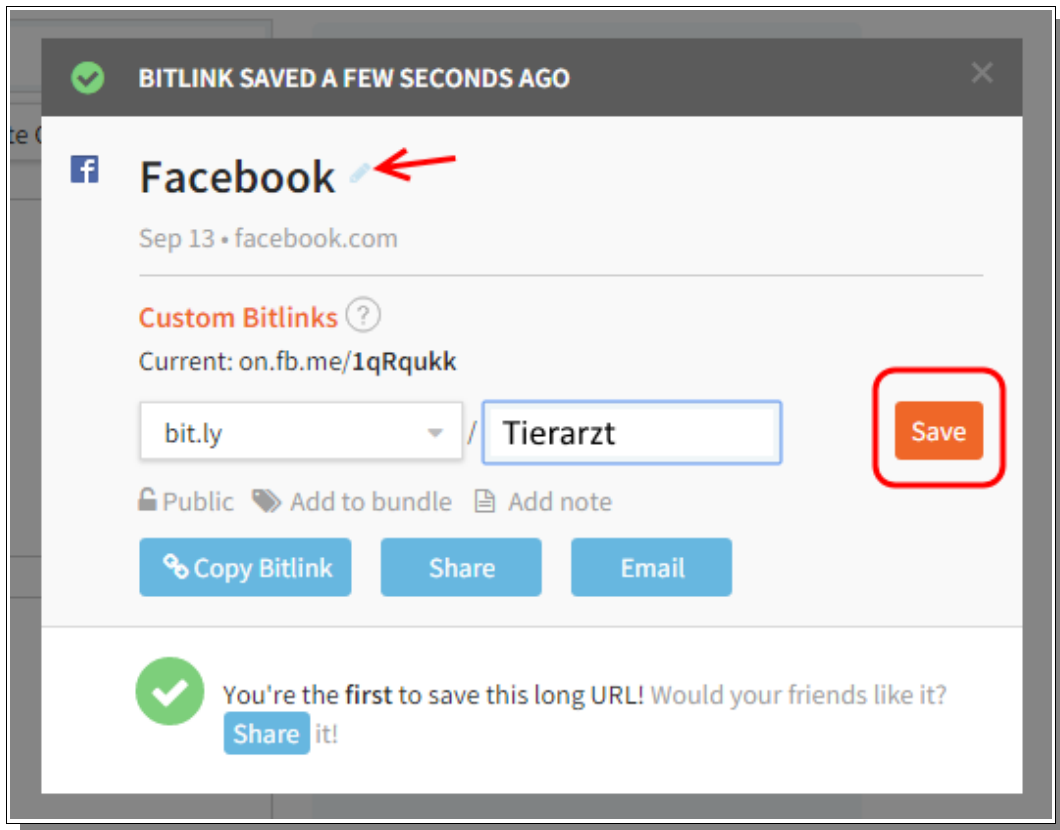 te
BITLINK SAVED A FEW SECONDS AGO
Facebook
Sep 13 • facebook.com
Custom Bitlinks ?
Current: on.fb.me/1qRqukk
bit.ly / Tierarzt Save
Public Add to bundle Add note
Copy Bitlink Share Email
You're the first to save this long URL! Would your friends like it?
Share it!